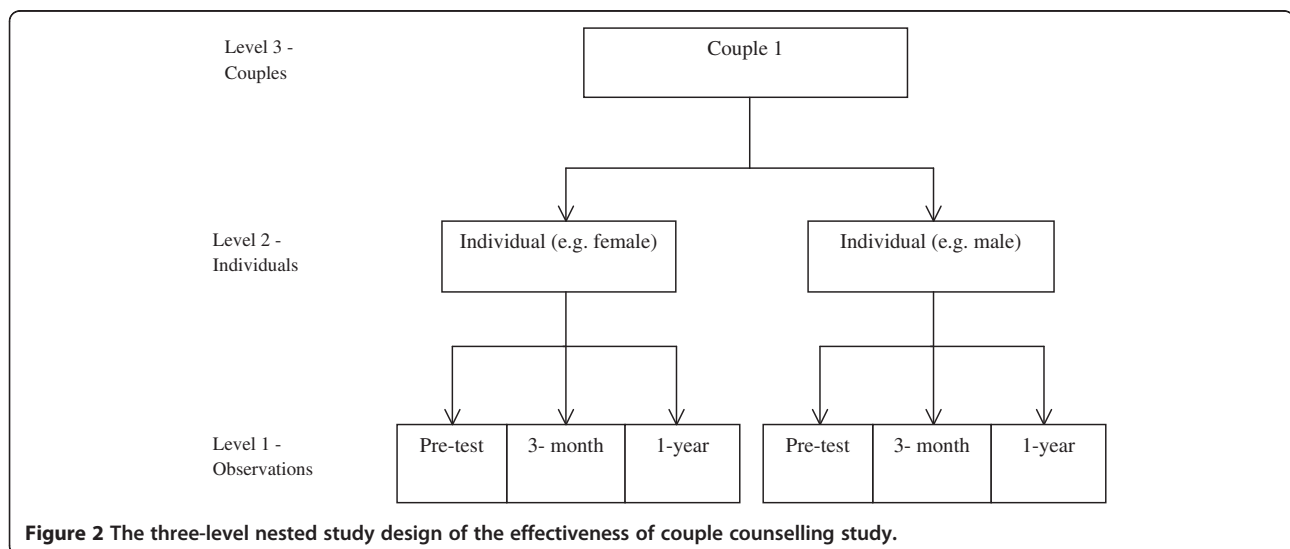 Level 3 -
Couples
Couple 1
Level 2 -
Individuals
Individual (e.g. female)
Individual (e.g. male)
Level 1 -
Observations
Pre-test
3- month
1-year
Pre-test
3- month
1-year
Figure 2 The three-level nested study design of the effectiveness of couple counselling study.